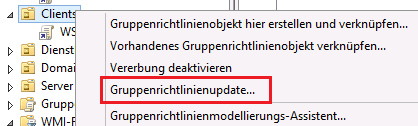 Clients
Gruppenrichtlinienobjekt hier erstellen und verknüpfen...
WS
Vorhandenes Gruppenrichtlinienobjekt verknüpfen...
Dienst
Vererbung deaktivieren
Domai
Server
Gruppenrichtlinienupdate...
Grupp
WMI-F
Gruppenrichtlinienmodellierungs-Assistent...